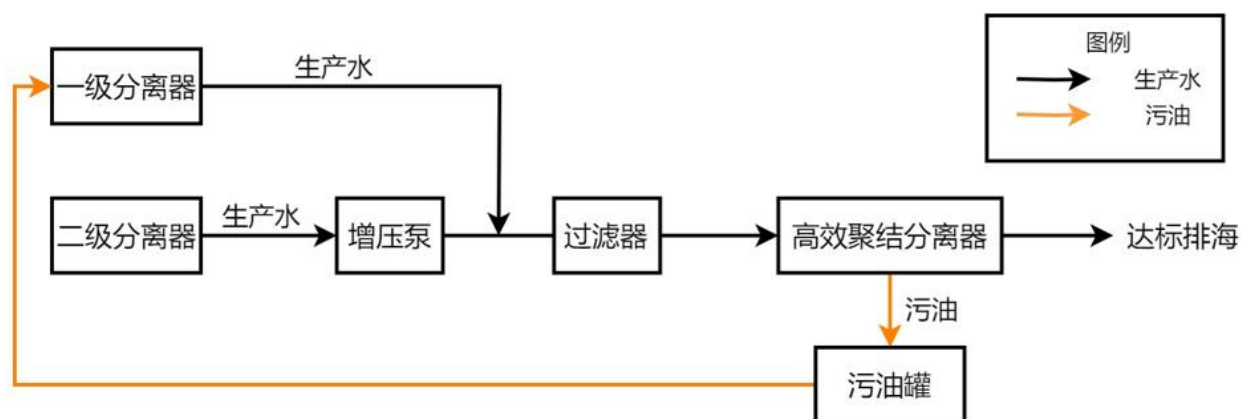 图例
生产水
污油
一级分离器
生产水
二级分离器
生产水
增压泵
过滤器
高效聚结分离器
达标排海
污油
污油罐